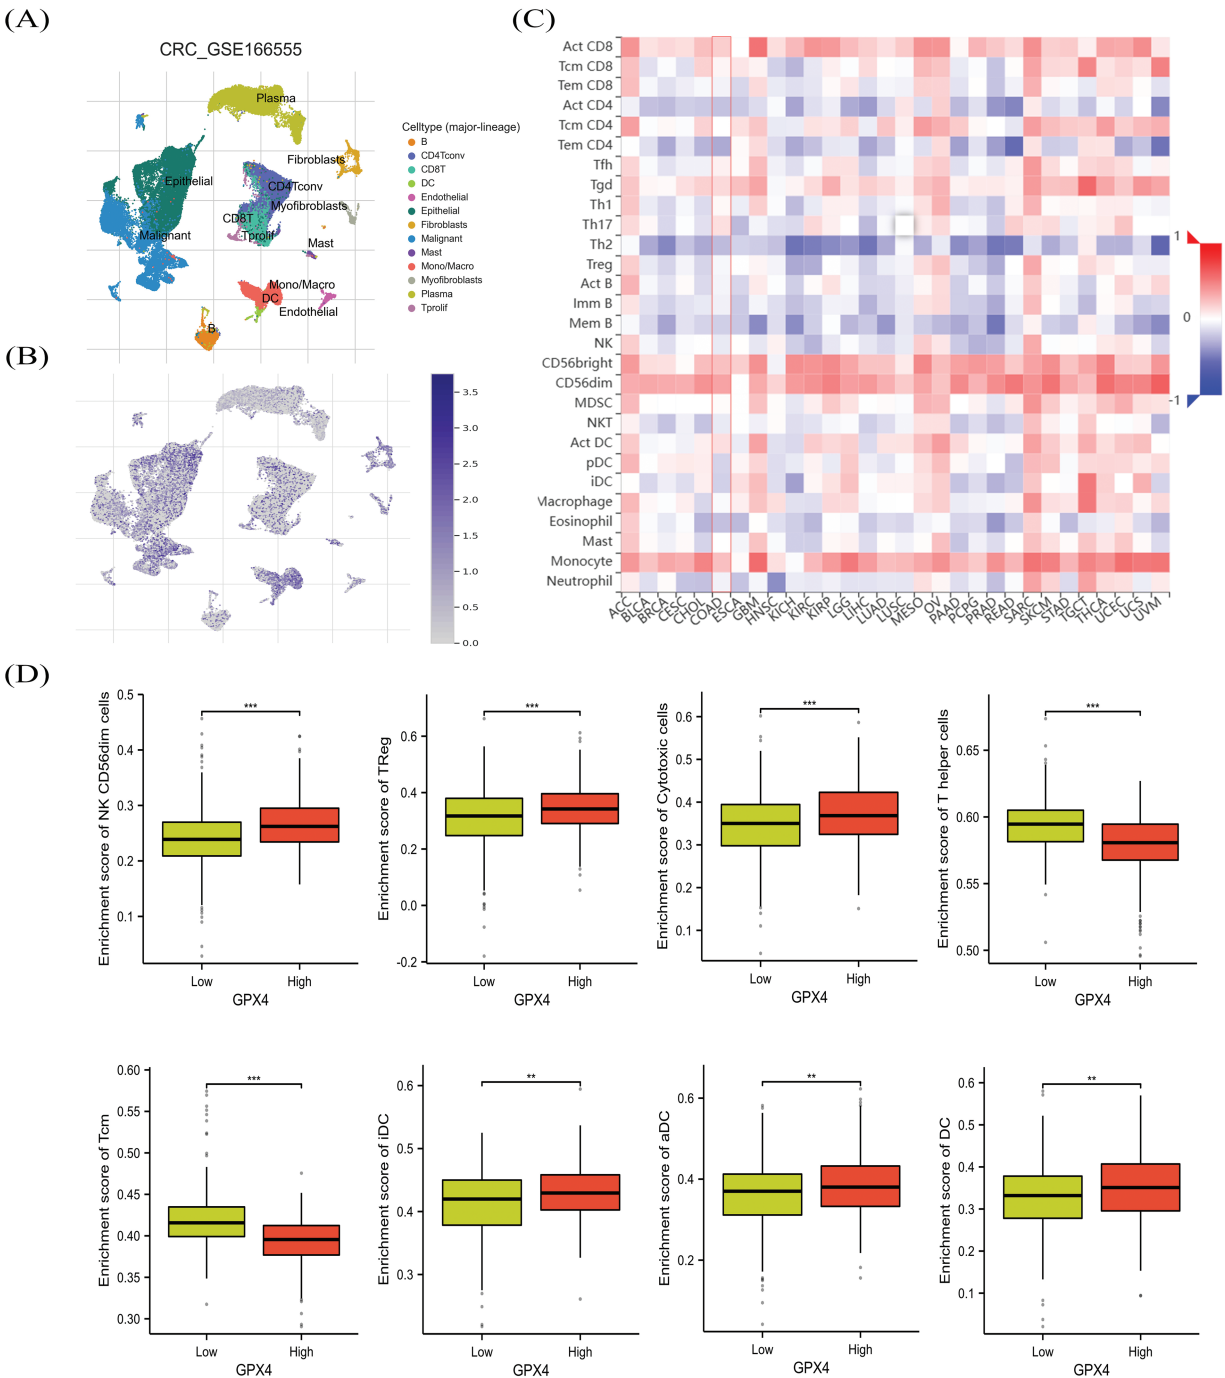 (A)
CRC_GSE166555
Plasma
Fibroblasts
Epithelial
CD4Tconv
Myofibroblasts
CD8T
Tprolif
Malignant
Mast
Mono/Macro
DC
Endothelial
B
Celltype (major-lineage)
B
CD4Tconv
CD8T
DC
Endothelial
Epithelial
Fibroblasts
Malignant
Mast
Mono/Macro
Myofibroblasts
Plasma
Tprolif
(B)
3.5
3.0
2.5
2.0
1.5
1.0
0.5
0.0
(C)
Act CD8
Tcm CD8
Tem CD8
Act CD4
Tcm CD4
Tem CD4
Tfh
Tgd
Th1
Th17
Th2
Treg
Act B
Imm B
Mem B
NK
CD56bright
CD56dim
MDSC
NKT
Act DC
pDC
iDC
Macrophage
Eosinophil
Mast
Monocyte
Neutrophil
ACC
BLCA
BRCA
CESC
CHOL
COAD
ESCA
GBM
HNSC
KICH
KIRC
KIRP
LGG
LIHC
LUAD
LUSC
MESO
OV
PAAD
PCPG
PRAD
READ
SARC
SKCM
STAD
TGCT
THCA
UCEC
UCS
UVM
1
0
-1
(D)
Enrichment score of NK CD56dim cells
0.5
0.4
0.3
0.2
0.1
***
Low High
GPX4
Enrichment score of TReg
0.6
0.4
0.2
0.0
-0.2
***
Low High
GPX4
Enrichment score of Cytotoxic cells
0.6
0.5
0.4
0.3
0.2
0.1
***
Low High
GPX4
Enrichment score of T helper cells
0.65
0.60
0.55
0.50
***
Low High
GPX4
Enrichment score of Tcm
0.60
0.55
0.50
0.45
0.40
0.35
0.30
***
Low High
GPX4
Enrichment score of iDC
0.6
0.5
0.4
0.3
**
Low High
GPX4
Enrichment score of aDC
0.6
0.4
0.2
**
Low High
GPX4
Enrichment score of DC
0.6
0.5
0.4
0.3
0.2
0.1
**
Low High
GPX4